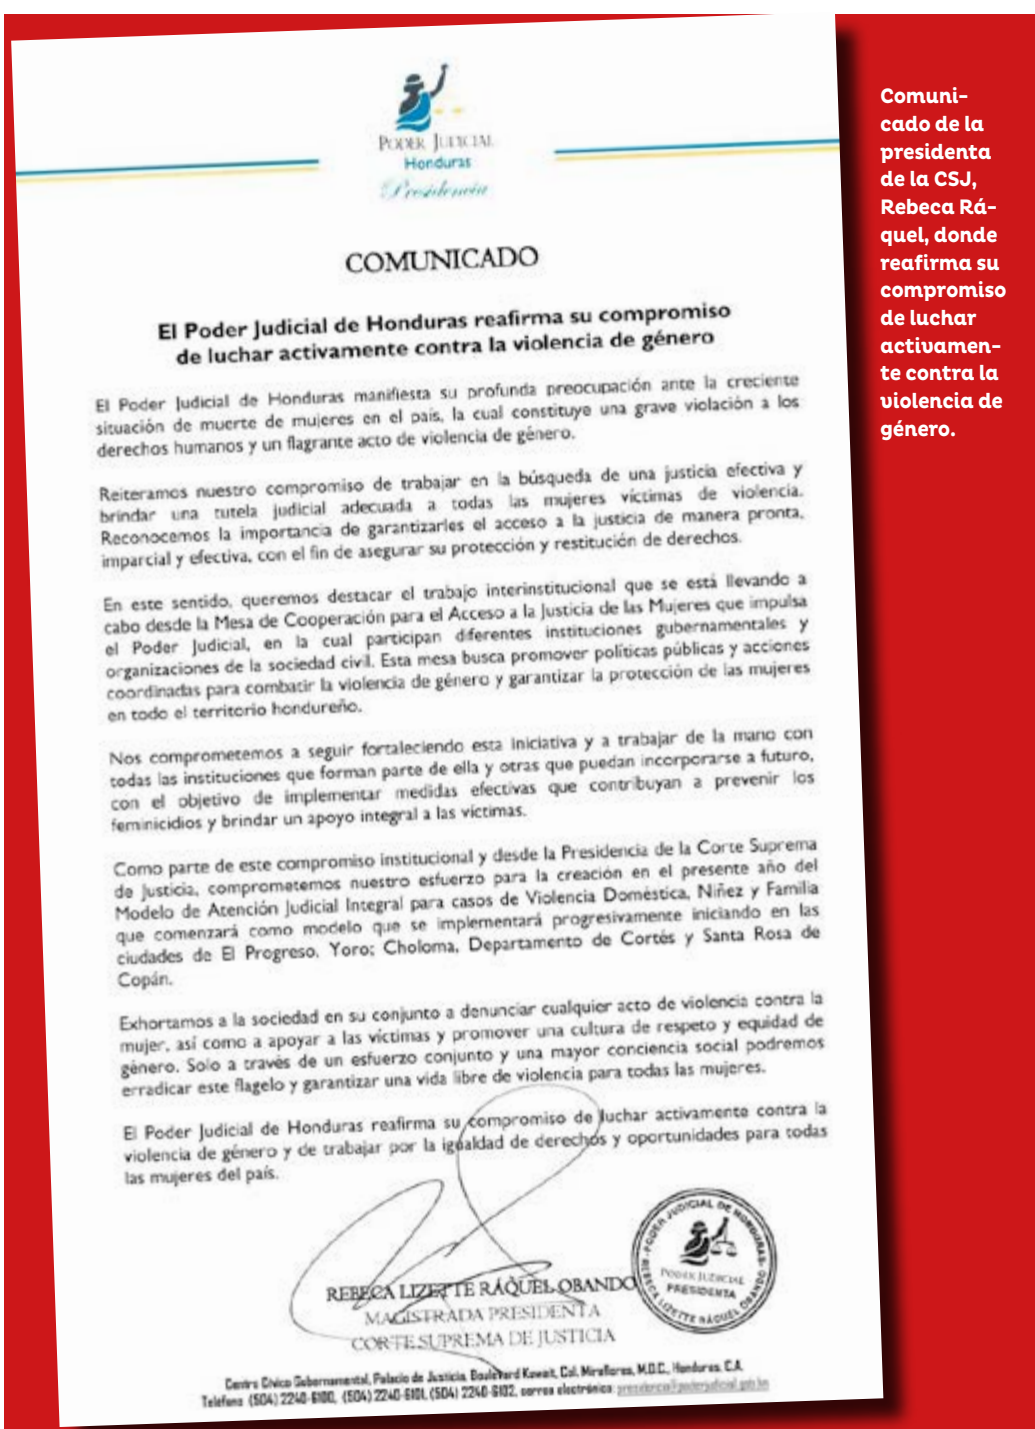 PODER JUDICIAL
Honduras
Presidencia
COMUNICADO
El Poder Judicial de Honduras reafirma su compromiso
de luchar activamente contra la violencia de género
El Poder Judicial de Honduras manifiesta su profunda preocupación ante la creciente
situación de muerte de mujeres en el país, la cual constituye una grave violación a los
derechos humanos y un flagrante acto de violencia de género.
Reiteramos nuestro compromiso de trabajar en la búsqueda de una justicia efectiva y
brindar una tutela judicial adecuada a todas las mujeres víctimas de violencia.
Reconocemos la importancia de garantizarles el acceso a la justicia de manera pronta,
imparcial y efectiva, con el fin de asegurar su protección y restitución de derechos.
En este sentido, queremos destacar el trabajo interinstitucional que se está llevando a
cabo desde la Mesa de Cooperación para el Acceso a la Justicia de las Mujeres que impulsa
el Poder Judicial, en la cual participan diferentes instituciones gubernamentales y
organizaciones de la sociedad civil. Esta mesa busca promover políticas públicas y acciones
coordinadas para combatir la violencia de género y garantizar la protección de las mujeres
en todo el territorio hondureño.
Nos comprometemos a seguir fortaleciendo esta iniciativa y a trabajar de la mano con
todas las instituciones que forman parte de ella y otras que puedan incorporarse a futuro,
con el objetivo de implementar medidas efectivas que contribuyan a prevenir los
feminicidios y brindar un apoyo integral a las víctimas.
Como parte de este compromiso institucional y desde la Presidencia de la Corte Suprema
de Justicia, comprometemos nuestro esfuerzo para la creación en el presente año del
Modelo de Atención Judicial Integral para casos de Violencia Doméstica, Niñez y Familia
que comenzará como modelo que se implementará progresivamente iniciando en las
ciudades de El Progreso, Yoro; Choloma, Departamento de Cortés y Santa Rosa de
Copán.
Exhortamos a la sociedad en su conjunto a denunciar cualquier acto de violencia contra la
mujer, así como a apoyar a las víctimas y promover una cultura de respeto y equidad de
género. Solo a través de un esfuerzo conjunto y una mayor conciencia social podremos
erradicar este flagelo y garantizar una vida libre de violencia para todas las mujeres.
El Poder Judicial de Honduras reafirma su compromiso de luchar activamente contra la
violencia de género y de trabajar por la igualdad de derechos y oportunidades para todas
las mujeres del país.
REBECA LIZETTE RÁQUEL OBANDO
MAGISTRADA PRESIDENTA
CORTE SUPREMA DE JUSTICIA
PODER JUDICIAL DE HONDURAS
PODER JUDICIAL
PRESIDENTA
REBECA LIZETTE RÁQUEL OBANDO
Centro Cívico Gubernamental, Palacio de Justicia, Boulevard Kuwait, Col. Miraflores, M.D.C., Honduras, C.A.
Teléfono: (504) 2240-6100, (504) 2240-6101, (504) 2240-6102, correo electrónico: presidencia@poderjudicial.gob.hn
Comuni-
cado de la
presidenta
de la CSJ,
Rebeca Rá-
quel, donde
reafirma su
compromiso
de luchar
activamen-
te contra la
violencia de
género.